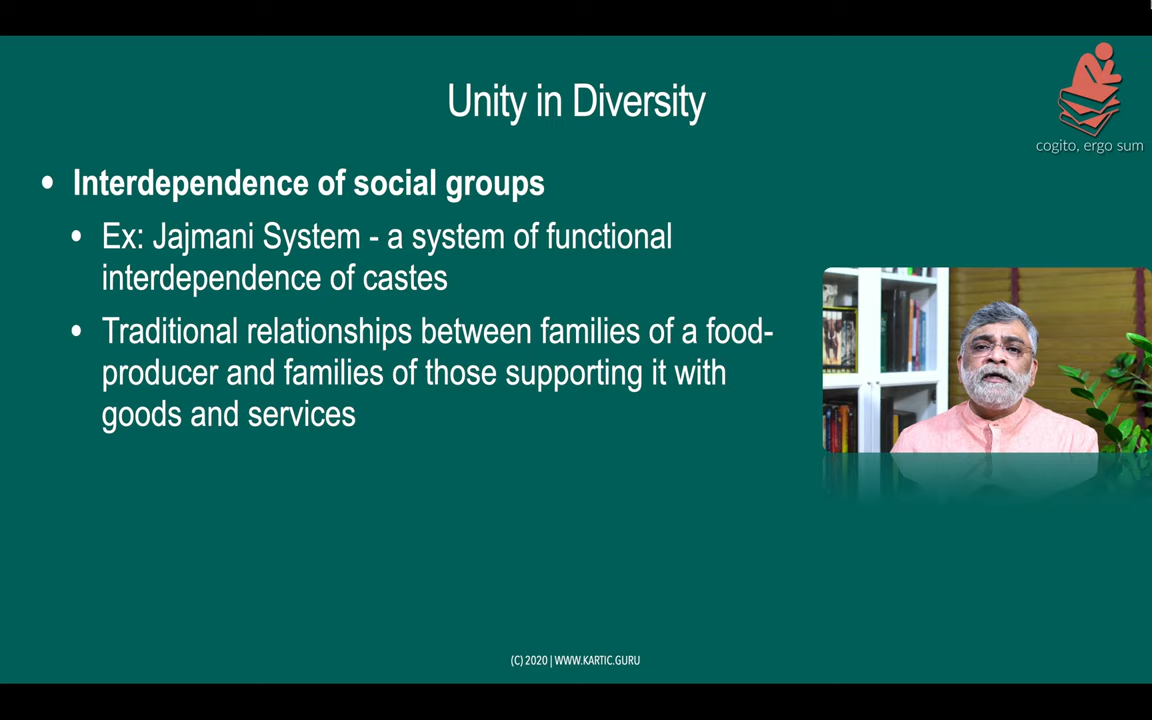 Unity in Diversity
cogito, ergo sum
• Interdependence of social groups
• Ex: Jajmani System - a system of functional
interdependence of castes
• Traditional relationships between families of a food-
producer and families of those supporting it with
goods and services
(C) 2020 | WWW.KARTIC.GURU